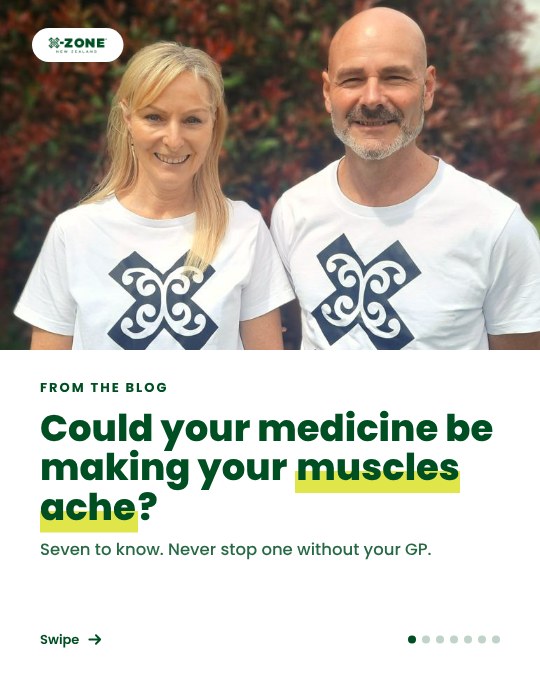 X-ZONE
NEW ZEALAND
FROM THE BLOG
Could your medicine be
making your muscles
ache?
Seven to know. Never stop one without your GP.
Swipe →